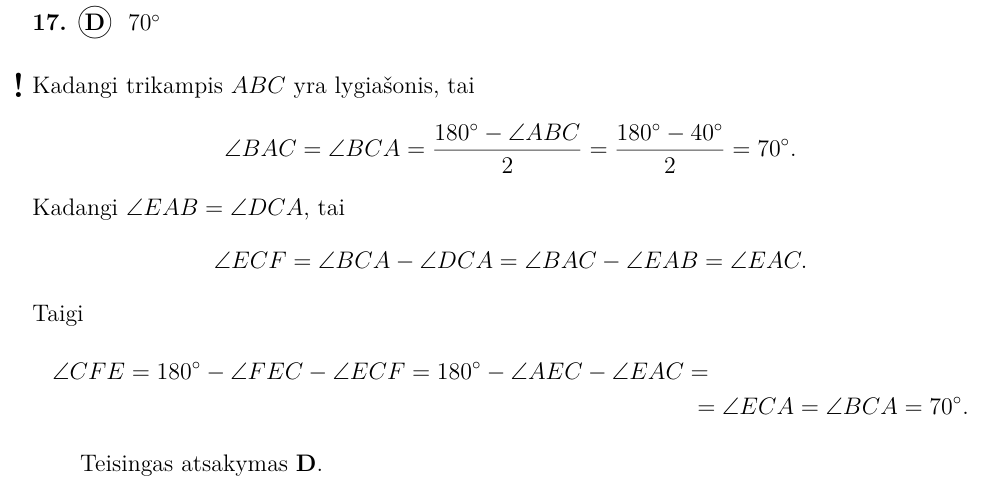 17. Ⓓ 70°
! Kadangi trikampis ABC yra lygiašonis, tai
∠BAC = ∠BCA = (180° − ∠ABC)/2 = (180° − 40°)/2 = 70°.
Kadangi ∠EAB = ∠DCA, tai
∠ECF = ∠BCA − ∠DCA = ∠BAC − ∠EAB = ∠EAC.
Taigi
∠CFE = 180° − ∠FEC − ∠ECF = 180° − ∠AEC − ∠EAC =
= ∠ECA = ∠BCA = 70°.
Teisingas atsakymas D.